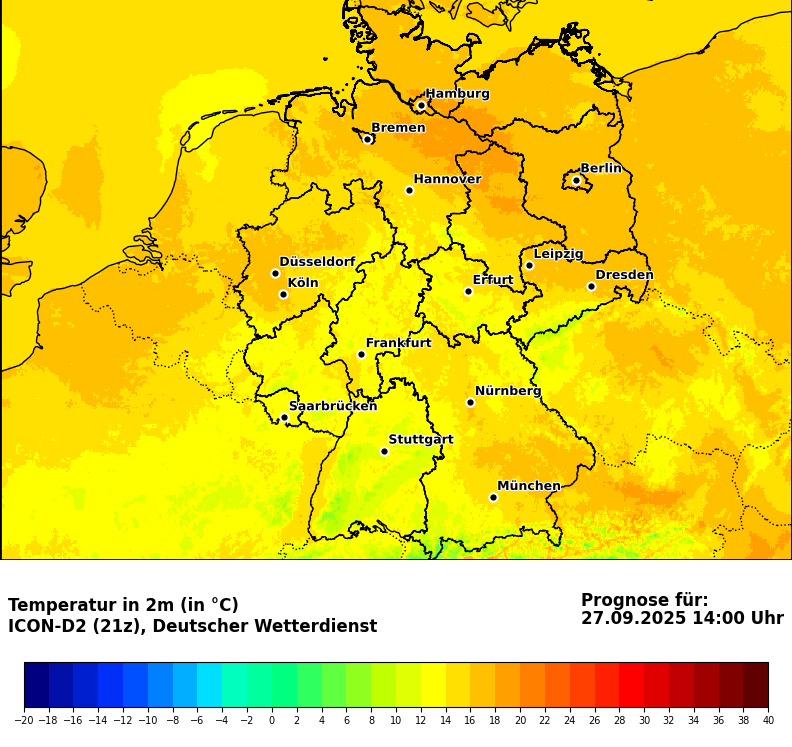 Hamburg
Bremen
Berlin
Hannover
Leipzig
Düsseldorf
Dresden
Köln
Erfurt
Frankfurt
Nürnberg
Saarbrücken
Stuttgart
München
Temperatur in 2m (in °C)
ICON-D2 (21z), Deutscher Wetterdienst
Prognose für:
27.09.2025 14:00 Uhr
−20 −18 −16 −14 −12 −10 −8 −6 −4 −2 0 2 4 6 8 10 12 14 16 18 20 22 24 26 28 30 32 34 36 38 40